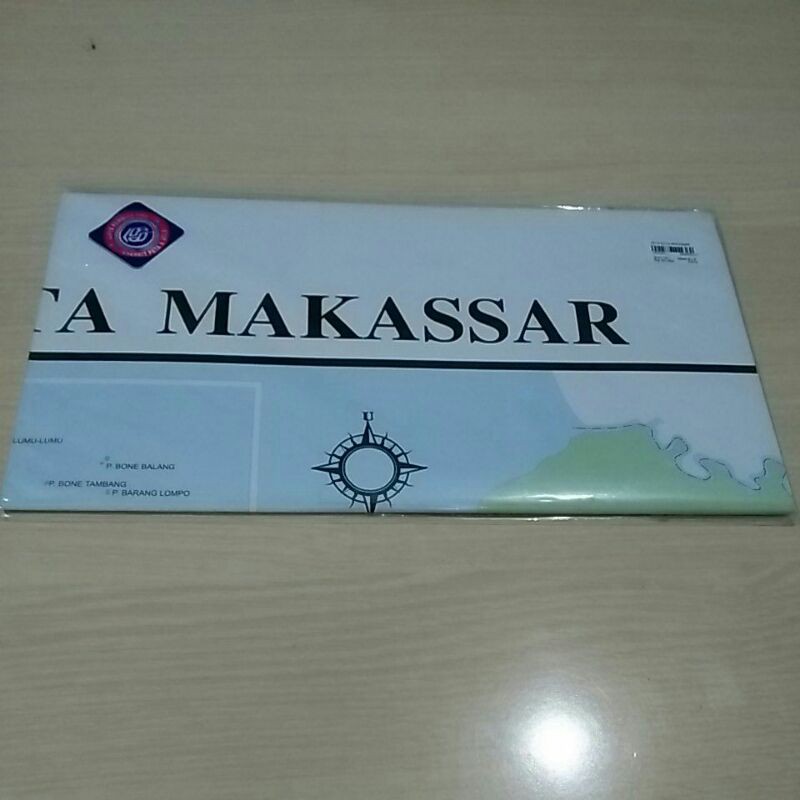 TA MAKASSAR
U
LUMU-LUMU
P. BONE BALANG
P. BONE TAMBANG
P. BARANG LOMPO